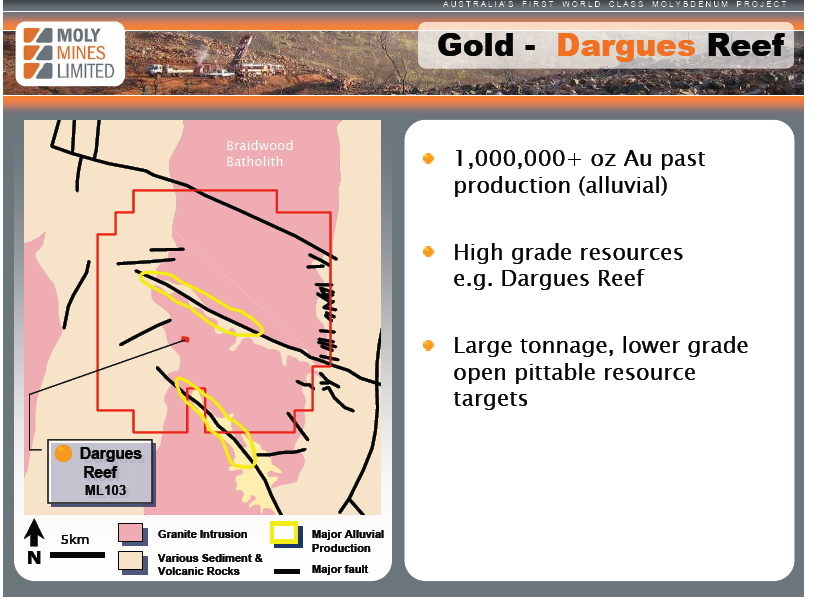 AUSTRALIA'S FIRST WORLD CLASS MOLYBDENUM PROJECT
MOLY
MINES
LIMITED
Gold - Dargues Reef
Braidwood
Batholith
Dargues
Reef
ML103
N
5km
Granite Intrusion
Various Sediment &
Volcanic Rocks
Major Alluvial
Production
Major fault
1,000,000+ oz Au past
production (alluvial)
High grade resources
e.g. Dargues Reef
Large tonnage, lower grade
open pittable resource
targets